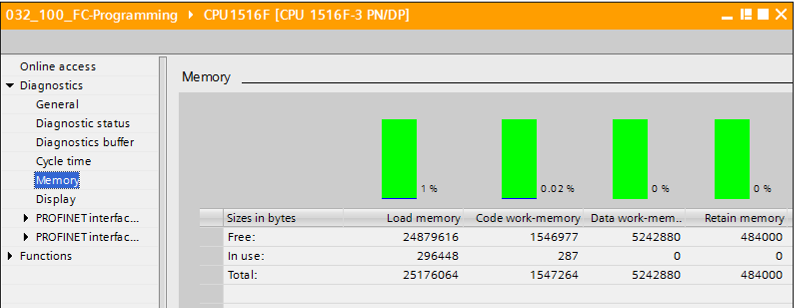 032_100_FC-Programming ▸ CPU1516F [CPU 1516F-3 PN/DP]
Online access
Diagnostics
General
Diagnostic status
Diagnostics buffer
Cycle time
Memory
Display
PROFINET interfac...
PROFINET interfac...
Functions
Memory
1 % 0.02 % 0 % 0 %
Sizes in bytes Load memory Code work-memory Data work-mem.. Retain memory
Free: 24879616 1546977 5242880 484000
In use: 296448 287 0 0
Total: 25176064 1547264 5242880 484000